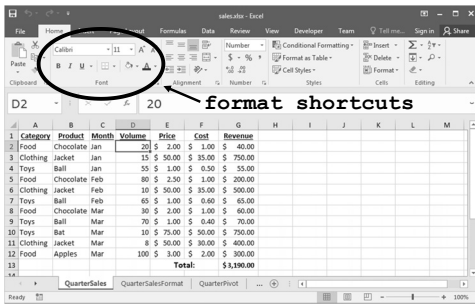 sales.xlsx - Excel
File Home Formulas Data Review View Developer Team Tell me... Sign in Share
Paste Calibri 11 A A Number Conditional Formatting Insert Σ
B I U A $ % , Format as Table Delete
Cell Styles Format
Clipboard Font Alignment Number Styles Cells Editing
D2 20 format shortcuts
A B C D E F G H I J K L M
1 Category Product Month Volume Price Cost Revenue
2 Food Chocolate Jan 20 $ 2.00 $ 1.00 $ 40.00
3 Clothing Jacket Jan 15 $ 50.00 $ 35.00 $ 750.00
4 Toys Ball Jan 55 $ 1.00 $ 0.50 $ 55.00
5 Food Chocolate Feb 80 $ 2.50 $ 1.00 $ 200.00
6 Clothing Jacket Feb 10 $ 50.00 $ 35.00 $ 500.00
7 Toys Ball Feb 65 $ 1.00 $ 0.60 $ 65.00
8 Food Chocolate Mar 30 $ 2.00 $ 1.00 $ 60.00
9 Toys Ball Mar 70 $ 1.00 $ 0.40 $ 70.00
10 Toys Bat Mar 10 $ 75.00 $ 50.00 $ 750.00
11 Clothing Jacket Mar 8 $ 50.00 $ 30.00 $ 400.00
12 Food Apples Mar 100 $ 3.00 $ 2.00 $ 300.00
13 Total: $ 3,190.00
QuarterSales QuarterSalesFormat QuarterPivot ...
Ready 100%